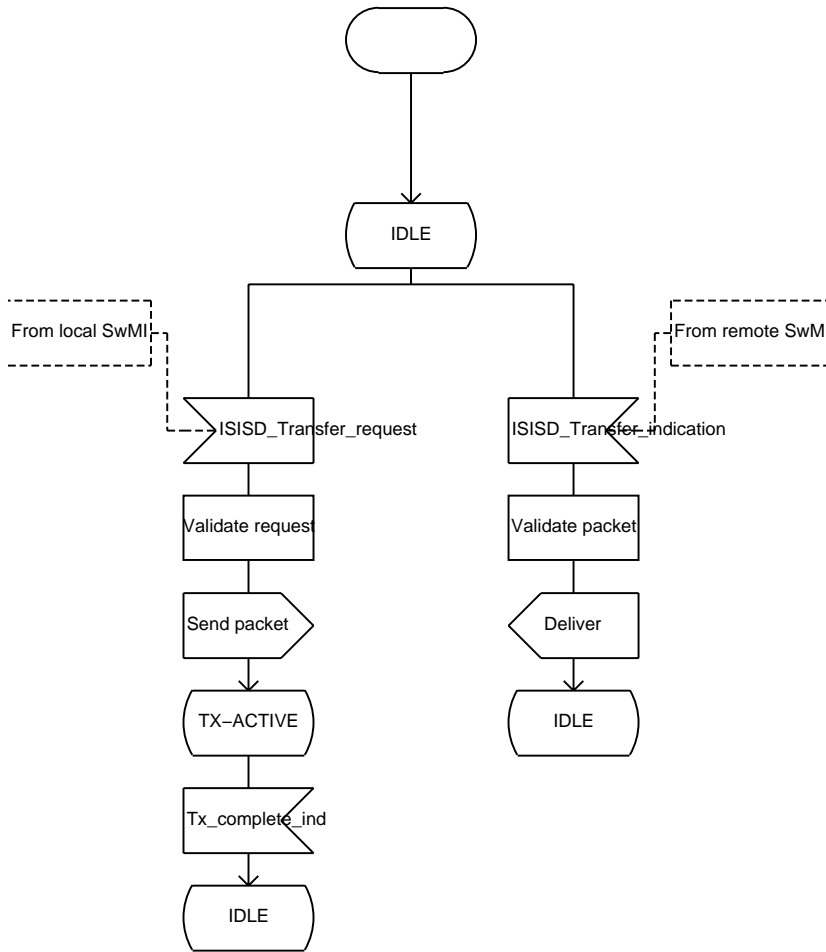 IDLE
From local SwMI
From remote SwM
ISISD_Transfer_request
ISISD_Transfer_indication
Validate request
Validate packet
Send packet
Deliver
TX−ACTIVE
IDLE
Tx_complete_ind
IDLE